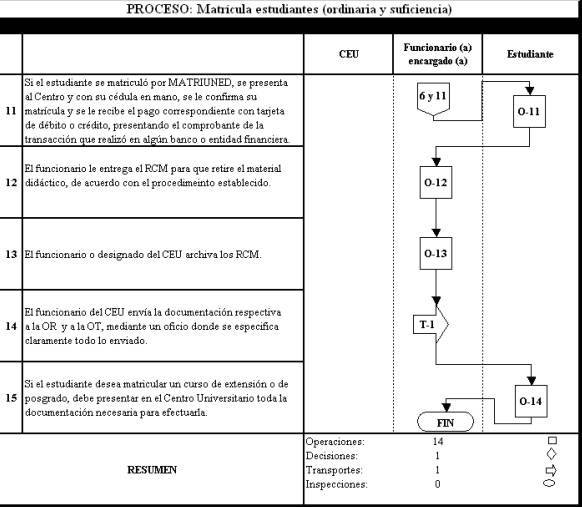 PROCESO: Matrícula estudiantes (ordinaria y suficiencia)
CEU
Funcionario (a)
encargado (a)
Estudiante
11
Si el estudiante se matriculó por MATRIUNED, se presenta
al Centro y con su cédula en mano, se le confirma su
matrícula y se le recibe el pago correspondiente con tarjeta
de débito o crédito, presentando el comprobante de la
transacción que realizó en algún banco o entidad financiera.
6 y 11
O-11
12
El funcionario le entrega el RCM para que retire el material
didáctico, de acuerdo con el procedimeinto establecido.
O-12
13
El funcionario o designado del CEU archiva los RCM.
O-13
14
El funcionario del CEU envía la documentación respectiva
a la OR y a la OT, mediante un oficio donde se especifica
claramente todo lo enviado.
T-1
15
Si el estudiante desea matricular un curso de extensión o de
posgrado, debe presentar en el Centro Universitario toda la
documentación necesaria para efectuarla.
O-14
FIN
RESUMEN
Operaciones: 14
Decisiones: 1
Transportes: 1
Inspecciones: 0